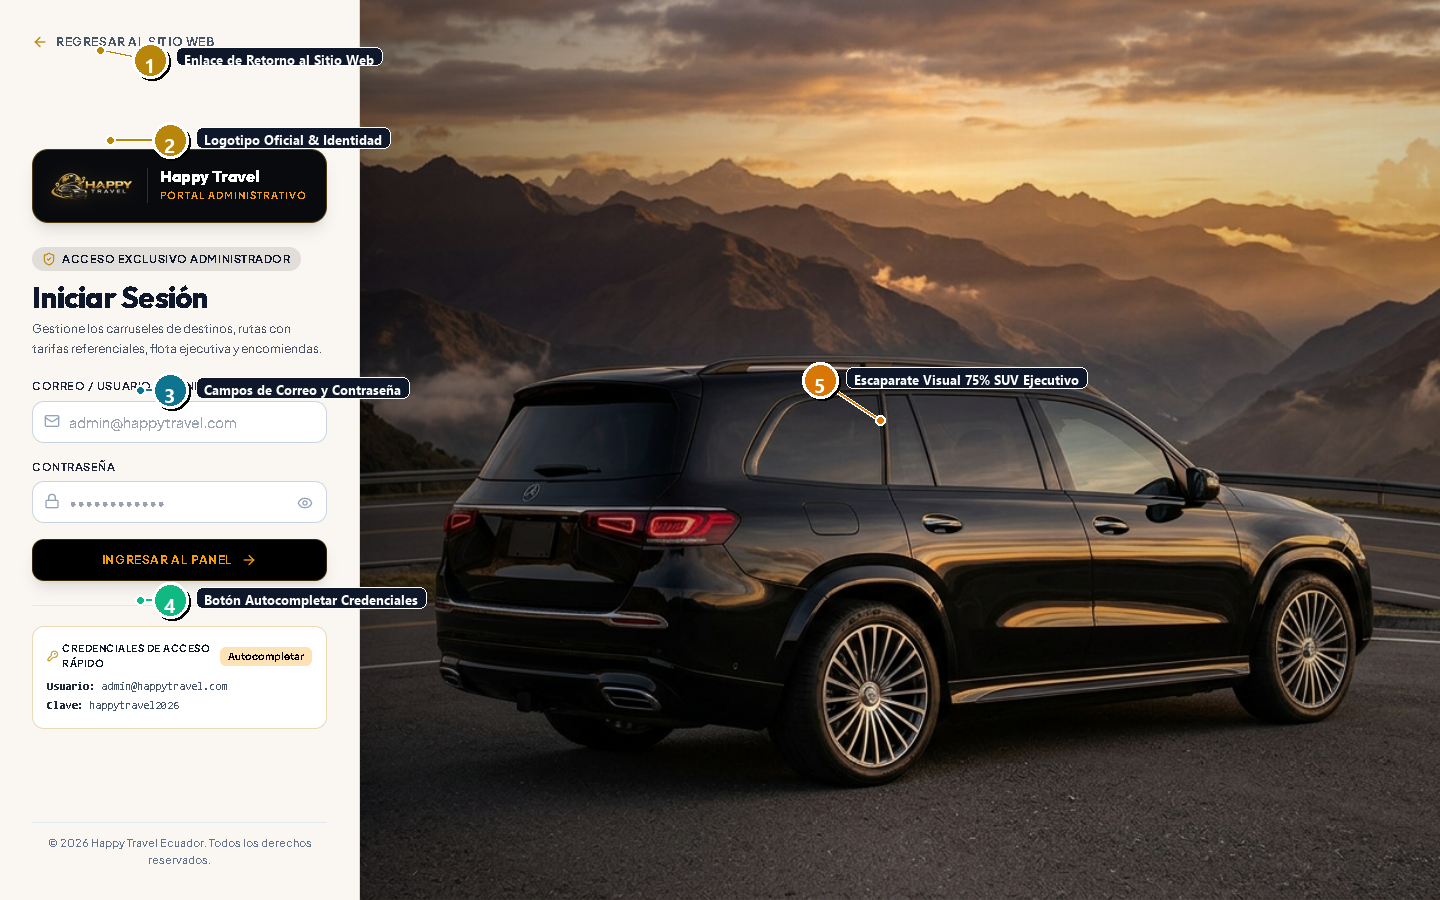 REGRESAR AL SITIO WEB
1 Enlace de Retorno al Sitio Web
2 Logotipo Oficial & Identidad
HAPPY
TRAVEL
Happy Travel
PORTAL ADMINISTRATIVO
ACCESO EXCLUSIVO ADMINISTRADOR
Iniciar Sesión
Gestione los carruseles de destinos, rutas con
tarifas referenciales, flota ejecutiva y encomiendas.
CORREO / USUARIO
3 Campos de Correo y Contraseña
admin@happytravel.com
CONTRASEÑA
••••••••••••
INGRESAR AL PANEL
4 Botón Autocompletar Credenciales
CREDENCIALES DE ACCESO
RÁPIDO
Autocompletar
Usuario: admin@happytravel.com
Clave: happytravel2026
© 2026 Happy Travel Ecuador. Todos los derechos
reservados.
5 Escaparate Visual 75% SUV Ejecutivo